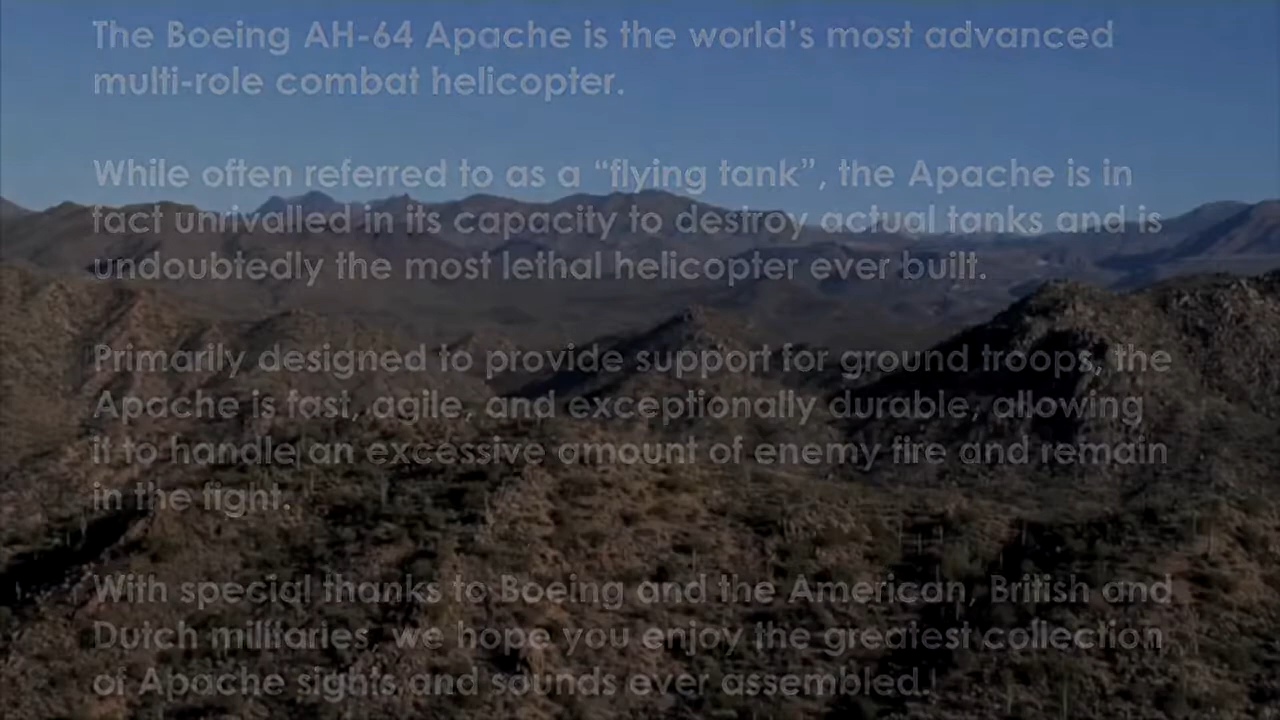 The Boeing AH-64 Apache is the world’s most advanced
multi-role combat helicopter.
While often referred to as a “flying tank”, the Apache is in
fact unrivalled in its capacity to destroy actual tanks and is
undoubtedly the most lethal helicopter ever built.
Primarily designed to provide support for ground troops, the
Apache is fast, agile, and exceptionally durable, allowing
it to handle an excessive amount of enemy fire and remain
in the fight.
With special thanks to Boeing and the American, British and
Dutch militaries, we hope you enjoy the greatest collection
of Apache sights and sounds ever assembled.